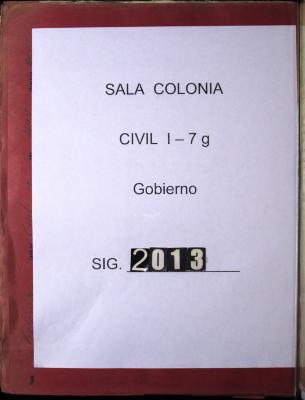 SALA COLONIA
CIVIL I – 7 g
Gobierno
SIG. 2013